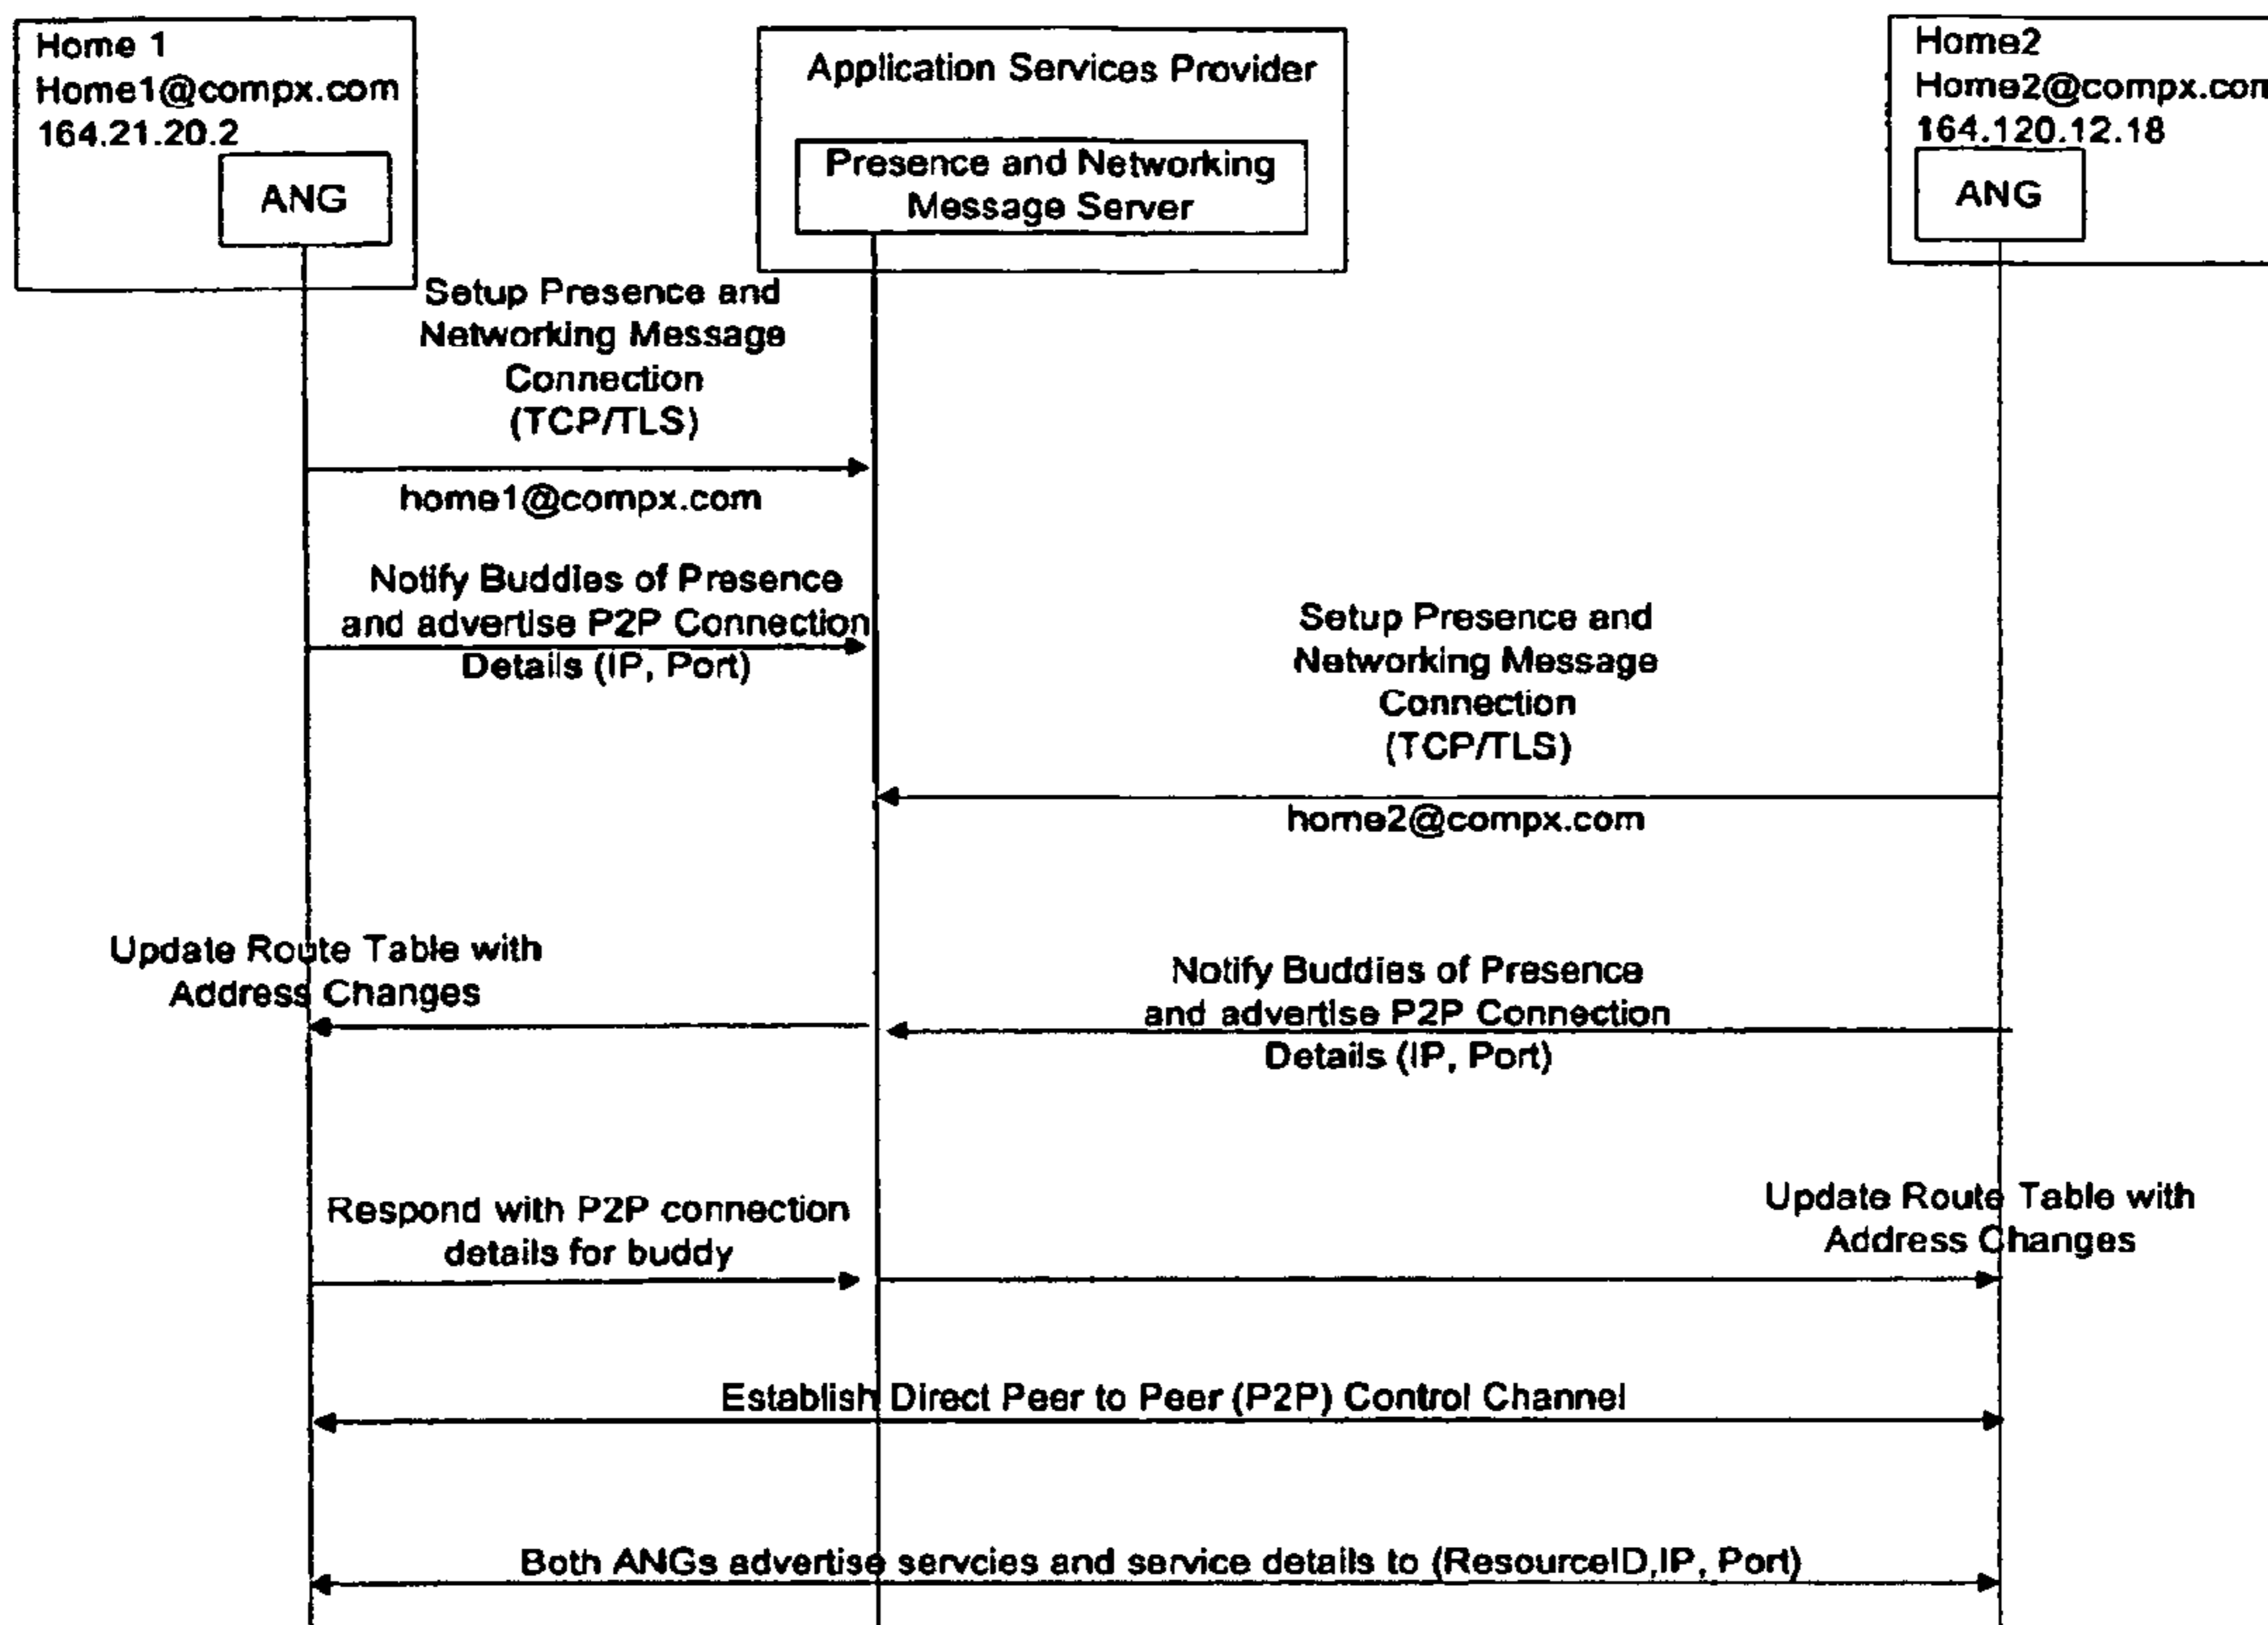 Home 1
Home1@compx.com
164.21.20.2
ANG
Application Services Provider
Presence and Networking
Message Server
Home2
Home2@compx.com
164.120.12.18
ANG
Setup Presence and
Networking Message
Connection
(TCP/TLS)
home1@compx.com
Notify Buddies of Presence
and advertise P2P Connection
Details (IP, Port)
Setup Presence and
Networking Message
Connection
(TCP/TLS)
home2@compx.com
Update Route Table with
Address Changes
Notify Buddies of Presence
and advertise P2P Connection
Details (IP, Port)
Respond with P2P connection
details for buddy
Update Route Table with
Address Changes
Establish Direct Peer to Peer (P2P) Control Channel
Both ANGs advertise servcies and service details to (ResourceID,IP, Port)